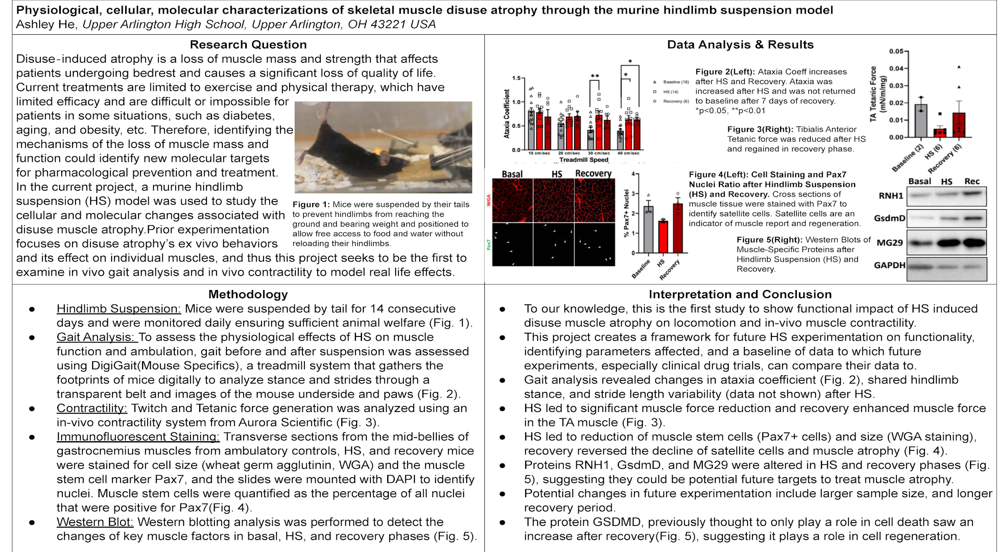 Physiological, cellular, molecular characterizations of skeletal muscle disuse atrophy through the murine hindlimb suspension model
Ashley He, Upper Arlington High School, Upper Arlington, OH 43221 USA
Research Question
Disuse-induced atrophy is a loss of muscle mass and strength that affects
patients undergoing bedrest and causes a significant loss of quality of life.
Current treatments are limited to exercise and physical therapy, which have
limited efficacy and are difficult or impossible for
patients in some situations, such as diabetes,
aging, and obesity, etc. Therefore, identifying the
mechanisms of the loss of muscle mass and
function could identify new molecular targets
for pharmacological prevention and treatment.
In the current project, a murine hindlimb
suspension (HS) model was used to study the
cellular and molecular changes associated with
disuse muscle atrophy.Prior experimentation
focuses on disuse atrophy's ex vivo behaviors
and its effect on individual muscles, and thus this project seeks to be the first to
examine in vivo gait analysis and in vivo contractility to model real life effects.
Figure 1: Mice were suspended by their tails
to prevent hindlimbs from reaching the
ground and bearing weight and positioned to
allow free access to food and water without
reloading their hindlimbs.
Data Analysis & Results
Ataxia Coefficient
1.5
1.0
0.5
0.0
**
*
*
10 cm/sec 20 cm/sec 30 cm/sec 40 cm/sec
Treadmill Speed
Baseline (18)
HS (14)
Recovery (6)
Figure 2(Left): Ataxia Coeff increases
after HS and Recovery. Ataxia was
increased after HS and was not returned
to baseline after 7 days of recovery.
*p<0.05, **p<0.01
Figure 3(Right): Tibialis Anterior
Tetanic force was reduced after HS
and regained in recovery phase.
TA Tetanic Force
(mN/m/mg)
0.05
0.04
0.03
0.02
0.01
0.00
Baseline (2)
HS (6)
Recovery (6)
Basal HS Recovery
WGA
Pax7
% Pax7+ Nuclei
4
3
2
1
0
Baseline
HS
Recovery
Figure 4(Left): Cell Staining and Pax7
Nuclei Ratio after Hindlimb Suspension
(HS) and Recovery. Cross sections of
muscle tissue were stained with Pax7 to
identify satellite cells. Satellite cells are an
indicator of muscle report and regeneration.
Figure 5(Right): Western Blots of
Muscle-Specific Proteins after
Hindlimb Suspension (HS) and
Recovery.
Basal HS Rec
RNH1
GsdmD
MG29
GAPDH
Methodology
● Hindlimb Suspension: Mice were suspended by tail for 14 consecutive
days and were monitored daily ensuring sufficient animal welfare (Fig. 1).
● Gait Analysis: To assess the physiological effects of HS on muscle
function and ambulation, gait before and after suspension was assessed
using DigiGait(Mouse Specifics), a treadmill system that gathers the
footprints of mice digitally to analyze stance and strides through a
transparent belt and images of the mouse underside and paws (Fig. 2).
● Contractility: Twitch and Tetanic force generation was analyzed using an
in-vivo contractility system from Aurora Scientific (Fig. 3).
● Immunofluorescent Staining: Transverse sections from the mid-bellies of
gastrocnemius muscles from ambulatory controls, HS, and recovery mice
were stained for cell size (wheat germ agglutinin, WGA) and the muscle
stem cell marker Pax7, and the slides were mounted with DAPI to identify
nuclei. Muscle stem cells were quantified as the percentage of all nuclei
that were positive for Pax7(Fig. 4).
● Western Blot: Western blotting analysis was performed to detect the
changes of key muscle factors in basal, HS, and recovery phases (Fig. 5).
Interpretation and Conclusion
● To our knowledge, this is the first study to show functional impact of HS induced
disuse muscle atrophy on locomotion and in-vivo muscle contractility.
● This project creates a framework for future HS experimentation on functionality,
identifying parameters affected, and a baseline of data to which future
experiments, especially clinical drug trials, can compare their data to.
● Gait analysis revealed changes in ataxia coefficient (Fig. 2), shared hindlimb
stance, and stride length variability (data not shown) after HS.
● HS led to significant muscle force reduction and recovery enhanced muscle force
in the TA muscle (Fig. 3).
● HS led to reduction of muscle stem cells (Pax7+ cells) and size (WGA staining),
recovery reversed the decline of satellite cells and muscle atrophy (Fig. 4).
● Proteins RNH1, GsdmD, and MG29 were altered in HS and recovery phases (Fig.
5), suggesting they could be potential future targets to treat muscle atrophy.
● Potential changes in future experimentation include larger sample size, and longer
recovery period.
● The protein GSDMD, previously thought to only play a role in cell death saw an
increase after recovery(Fig. 5), suggesting it plays a role in cell regeneration.